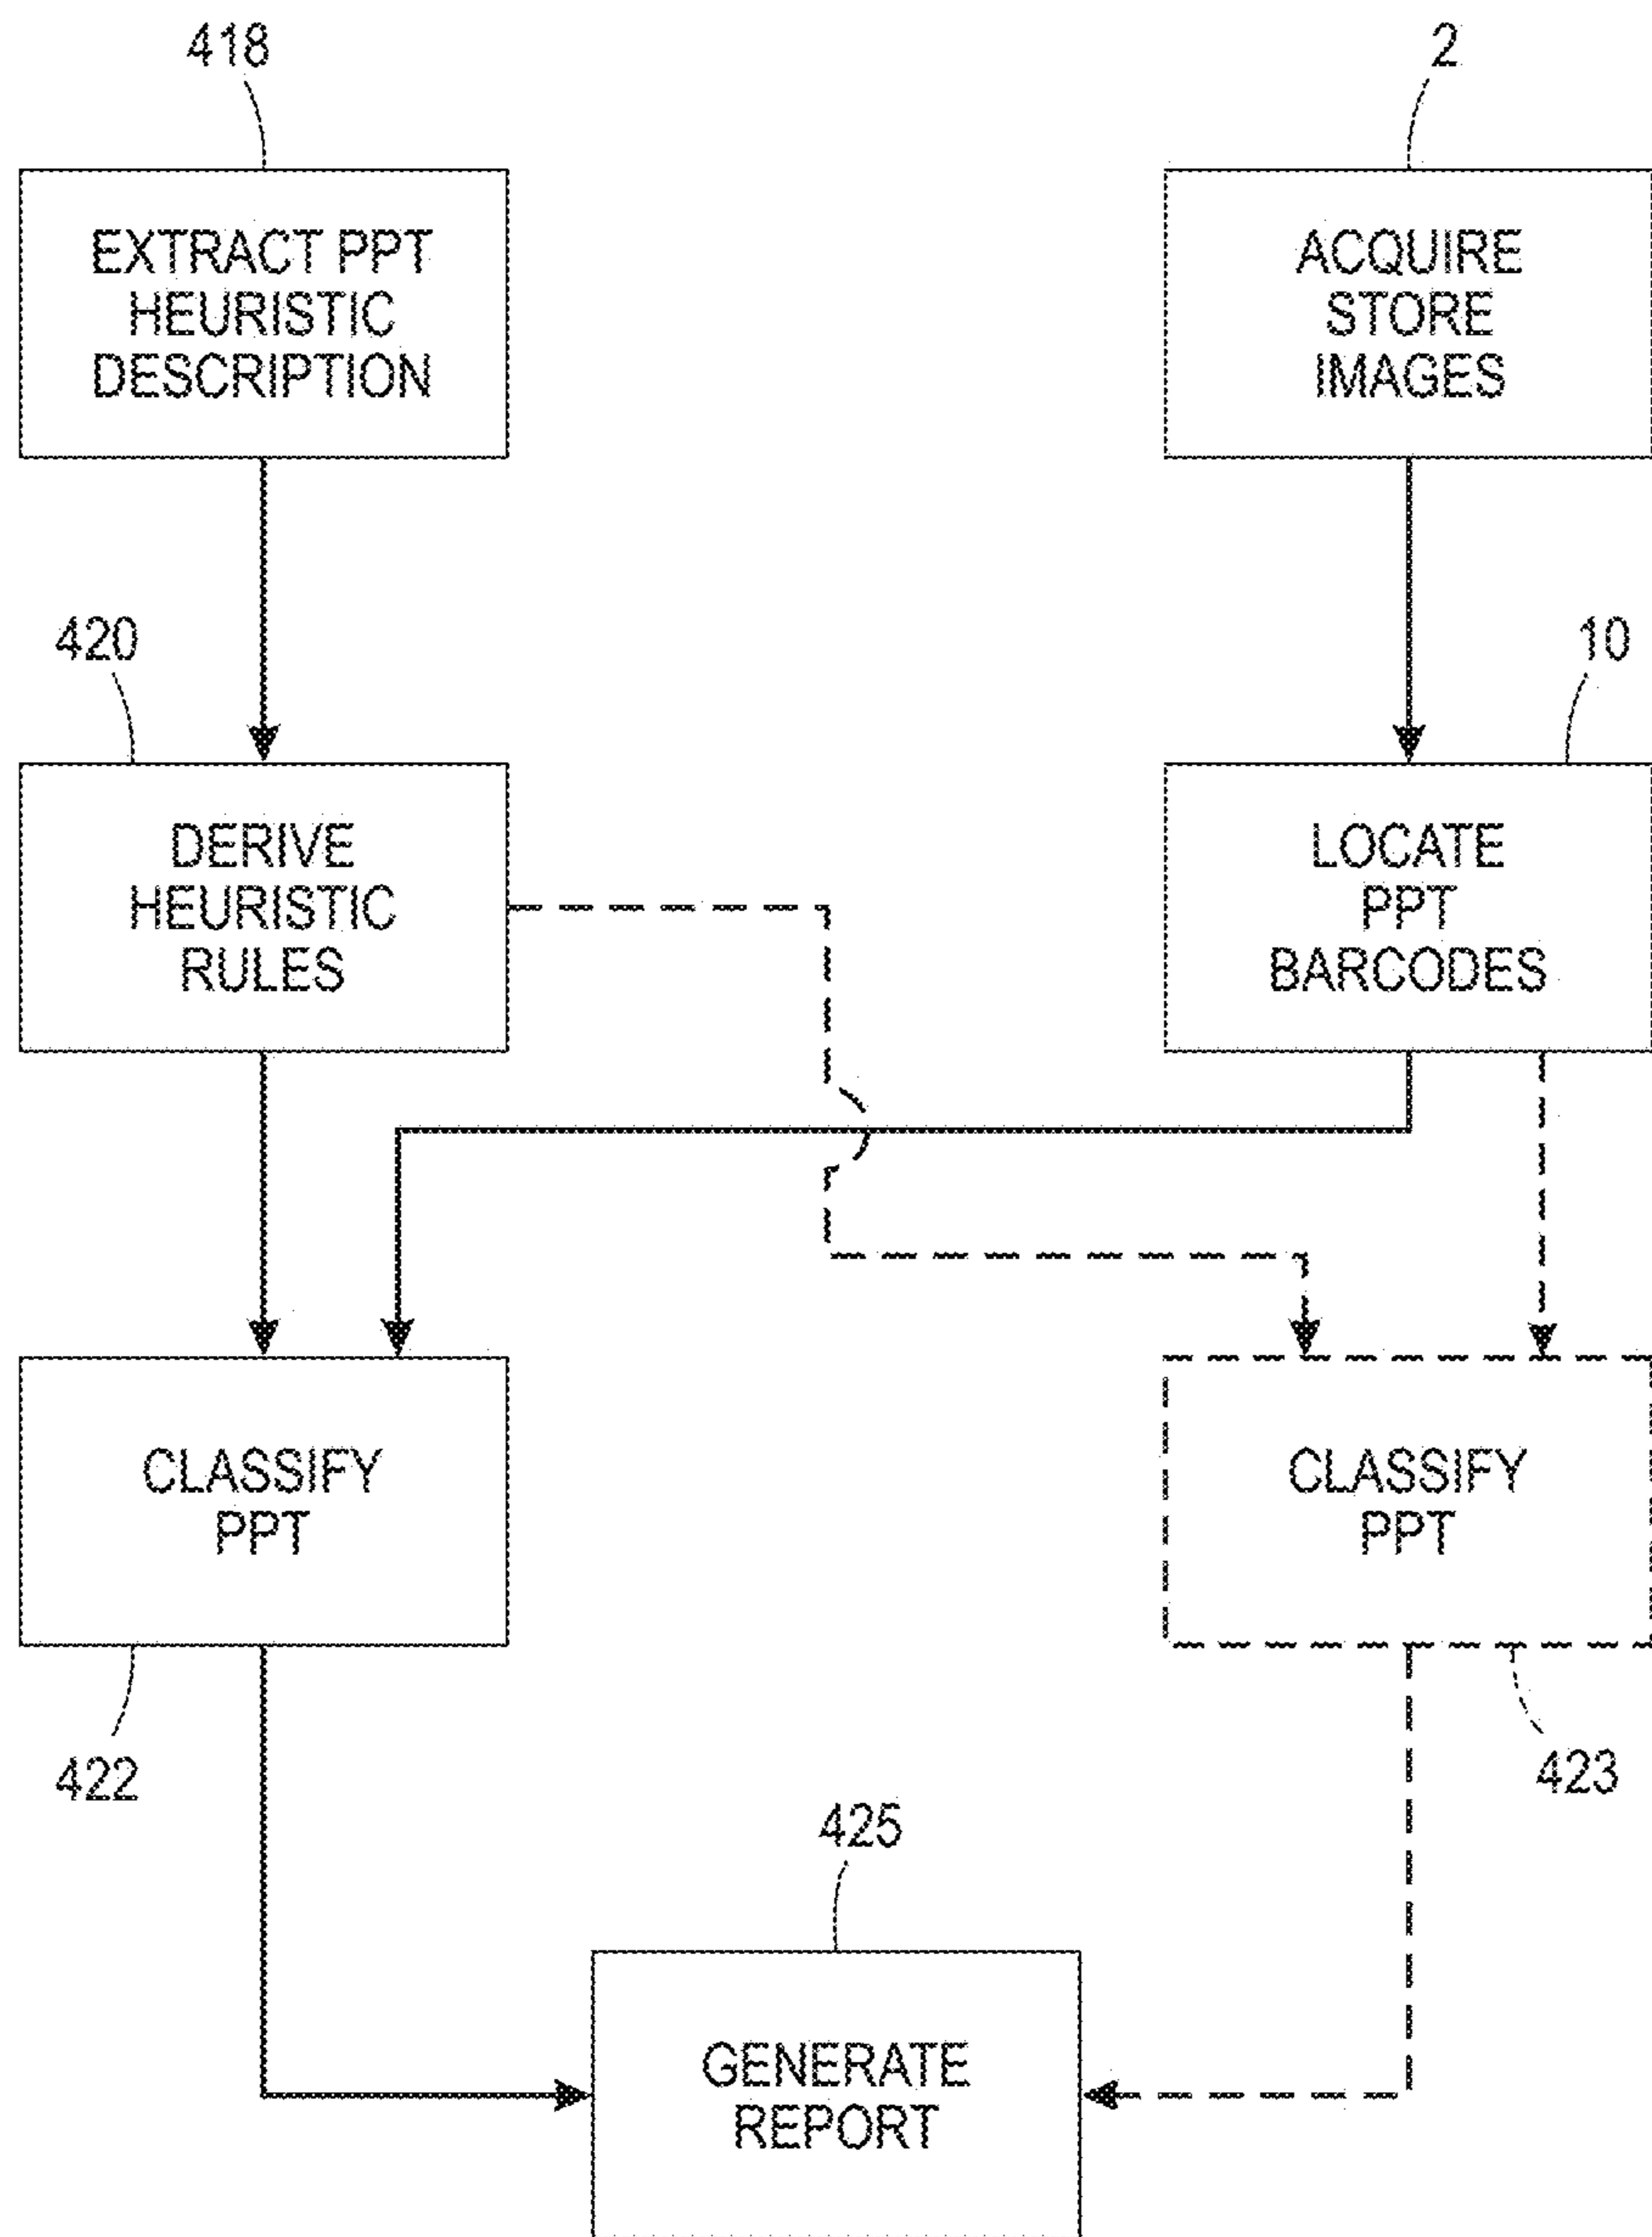 418
2
EXTRACT PPT
HEURISTIC
DESCRIPTION
ACQUIRE
STORE
IMAGES
420
10
DERIVE
HEURISTIC
RULES
LOCATE
PPT
BARCODES
CLASSIFY
PPT
CLASSIFY
PPT
422
423
425
GENERATE
REPORT